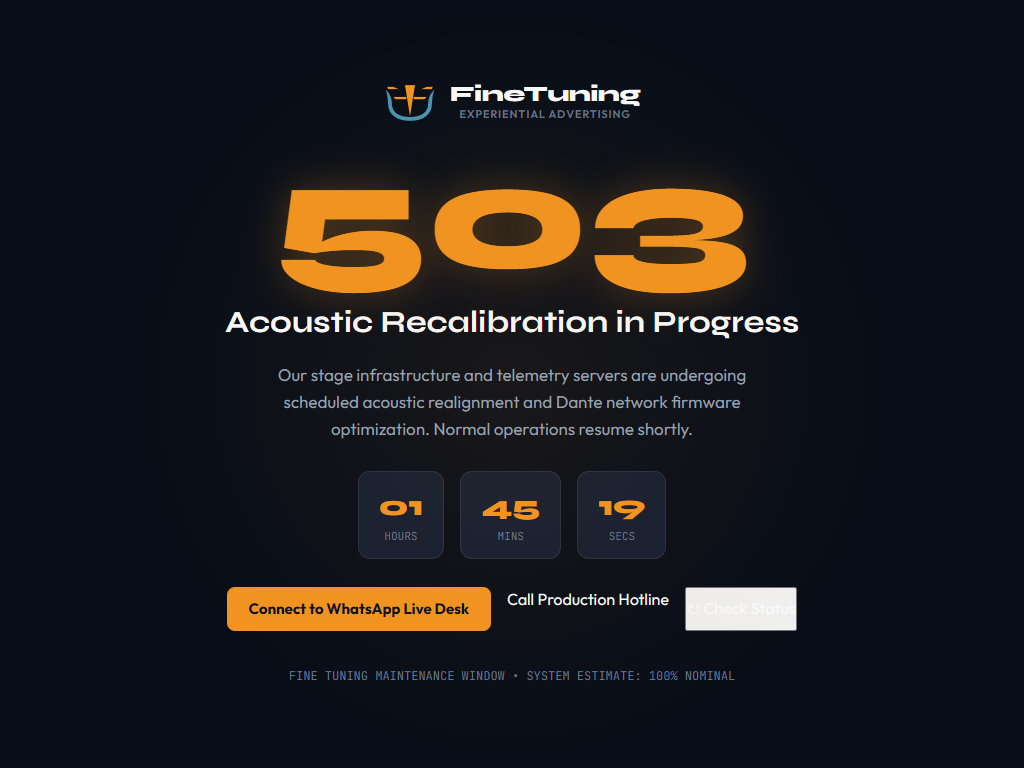 FineTuning
EXPERIENTIAL ADVERTISING
503
Acoustic Recalibration in Progress
Our stage infrastructure and telemetry servers are undergoing
scheduled acoustic realignment and Dante network firmware
optimization. Normal operations resume shortly.
01 45 19
HOURS MINS SECS
Connect to WhatsApp Live Desk Call Production Hotline ↻ Check Status
FINE TUNING MAINTENANCE WINDOW • SYSTEM ESTIMATE: 100% NOMINAL